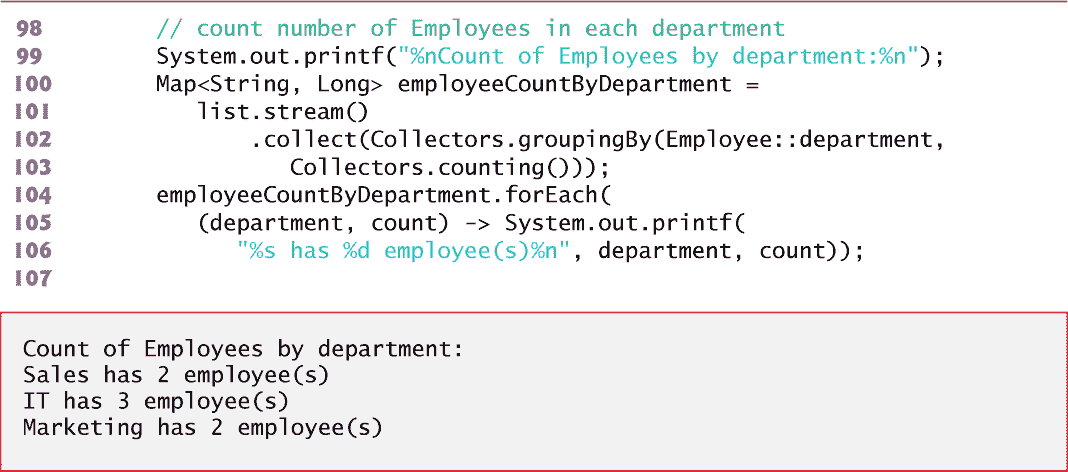 98 // count number of Employees in each department
99 System.out.printf("%nCount of Employees by department:%n");
100 Map<String, Long> employeeCountByDepartment =
101 list.stream()
102 .collect(Collectors.groupingBy(Employee::department,
103 Collectors.counting()));
104 employeeCountByDepartment.forEach(
105 (department, count) -> System.out.printf(
106 "%s has %d employee(s)%n", department, count));
107
Count of Employees by department:
Sales has 2 employee(s)
IT has 3 employee(s)
Marketing has 2 employee(s)